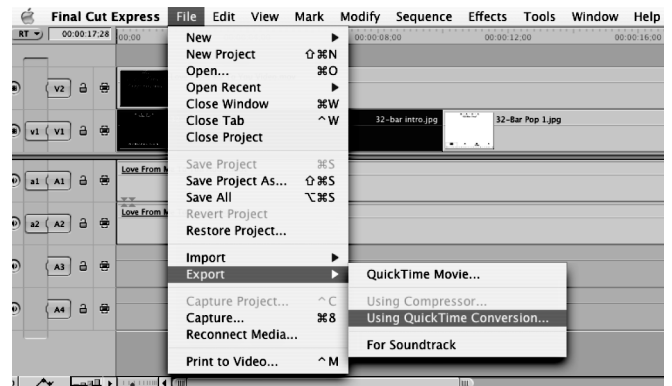 Final Cut Express File Edit View Mark Modify Sequence Effects Tools Window Help
RT 00:00:17;28 00:00 00:00:08;00 00:00:12;00 00:00:16;00
New
New Project ⇧⌘N
Open... ⌘O
Open Recent
V2
Close Window ⌘W
Close Tab ^W
v1 V1 32-bar intro.jpg 32-Bar Pop 1.jpg
Close Project
Save Project ⌘S
Love From M
a1 A1 Save Project As... ⇧⌘S
Save All ⌥⌘S
Love From M
Revert Project
a2 A2 Restore Project...
Import
A3 Export QuickTime Movie...
Capture Project... ^C Using Compressor...
A4 Capture... ⌘8 Using QuickTime Conversion...
Reconnect Media...
For Soundtrack
Print to Video... ^M